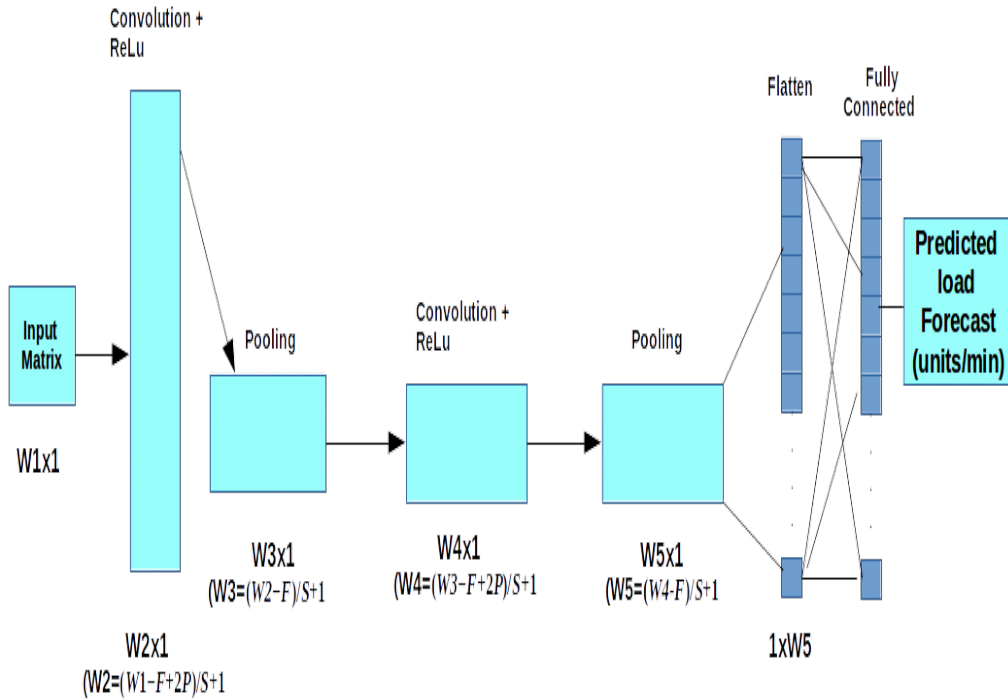 Convolution +
ReLu
Flatten
Fully
Connected
Input
Matrix
W1x1
W2x1
(W2=(W1−F+2P)/S+1
Pooling
W3x1
(W3=(W2−F)/S+1
Convolution +
ReLu
W4x1
(W4=(W3−F+2P)/S+1
Pooling
W5x1
(W5=(W4-F)/S+1
1xW5
Predicted
load
Forecast
(units/min)